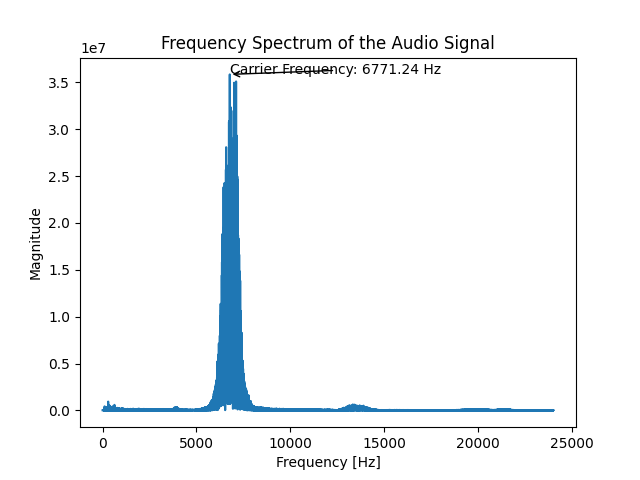 Frequency Spectrum of the Audio Signal
1e7
Carrier Frequency: 6771.24 Hz
3.5
3.0
2.5
2.0
1.5
1.0
0.5
0.0
Magnitude
0 5000 10000 15000 20000 25000
Frequency [Hz]